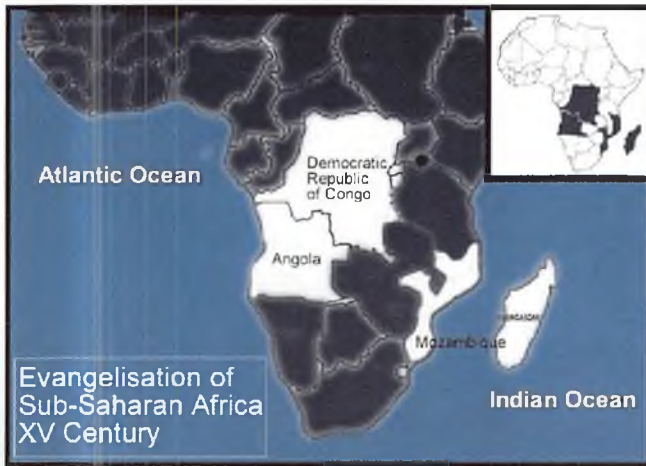 Atlantic Ocean
Democratic
Republic
of Congo
Angola
Mozambique
Evangelisation of
Sub-Saharan Africa
XV Century
Indian Ocean